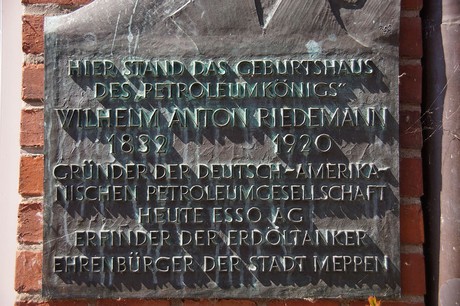 HIER STAND DAS GEBURTSHAUS
DES „PETROLEUMKÖNIGS“
WILHELM ANTON RIEDEMANN
1832 1920
GRÜNDER DER DEUTSCH-AMERIKA-
NISCHEN PETROLEUMGESELLSCHAFT
HEUTE ESSO AG
ERFINDER DER ERDÖLTANKER
EHRENBÜRGER DER STADT MEPPEN